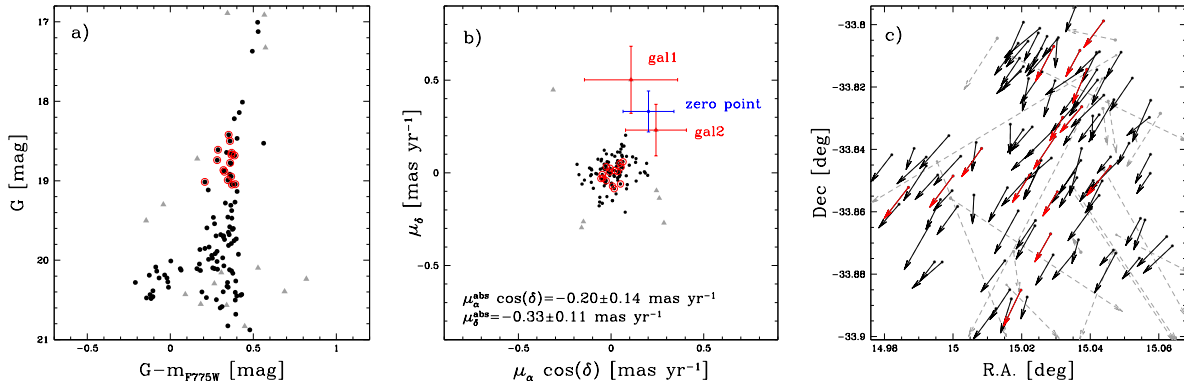 a)
17
18
19
20
21
G [mag]
−0.5
0
0.5
1
G−m_F775W [mag]
b)
gal1
zero point
gal2
0.5
0
−0.5
μ_δ [mas yr⁻¹]
μ_α^abs cos(δ)=−0.20±0.14 mas yr⁻¹
μ_δ^abs=−0.33±0.11 mas yr⁻¹
−0.5
0
0.5
μ_α cos(δ) [mas yr⁻¹]
c)
−33.8
−33.82
−33.84
−33.86
−33.88
−33.9
Dec [deg]
14.98
15
15.02
15.04
15.06
R.A. [deg]